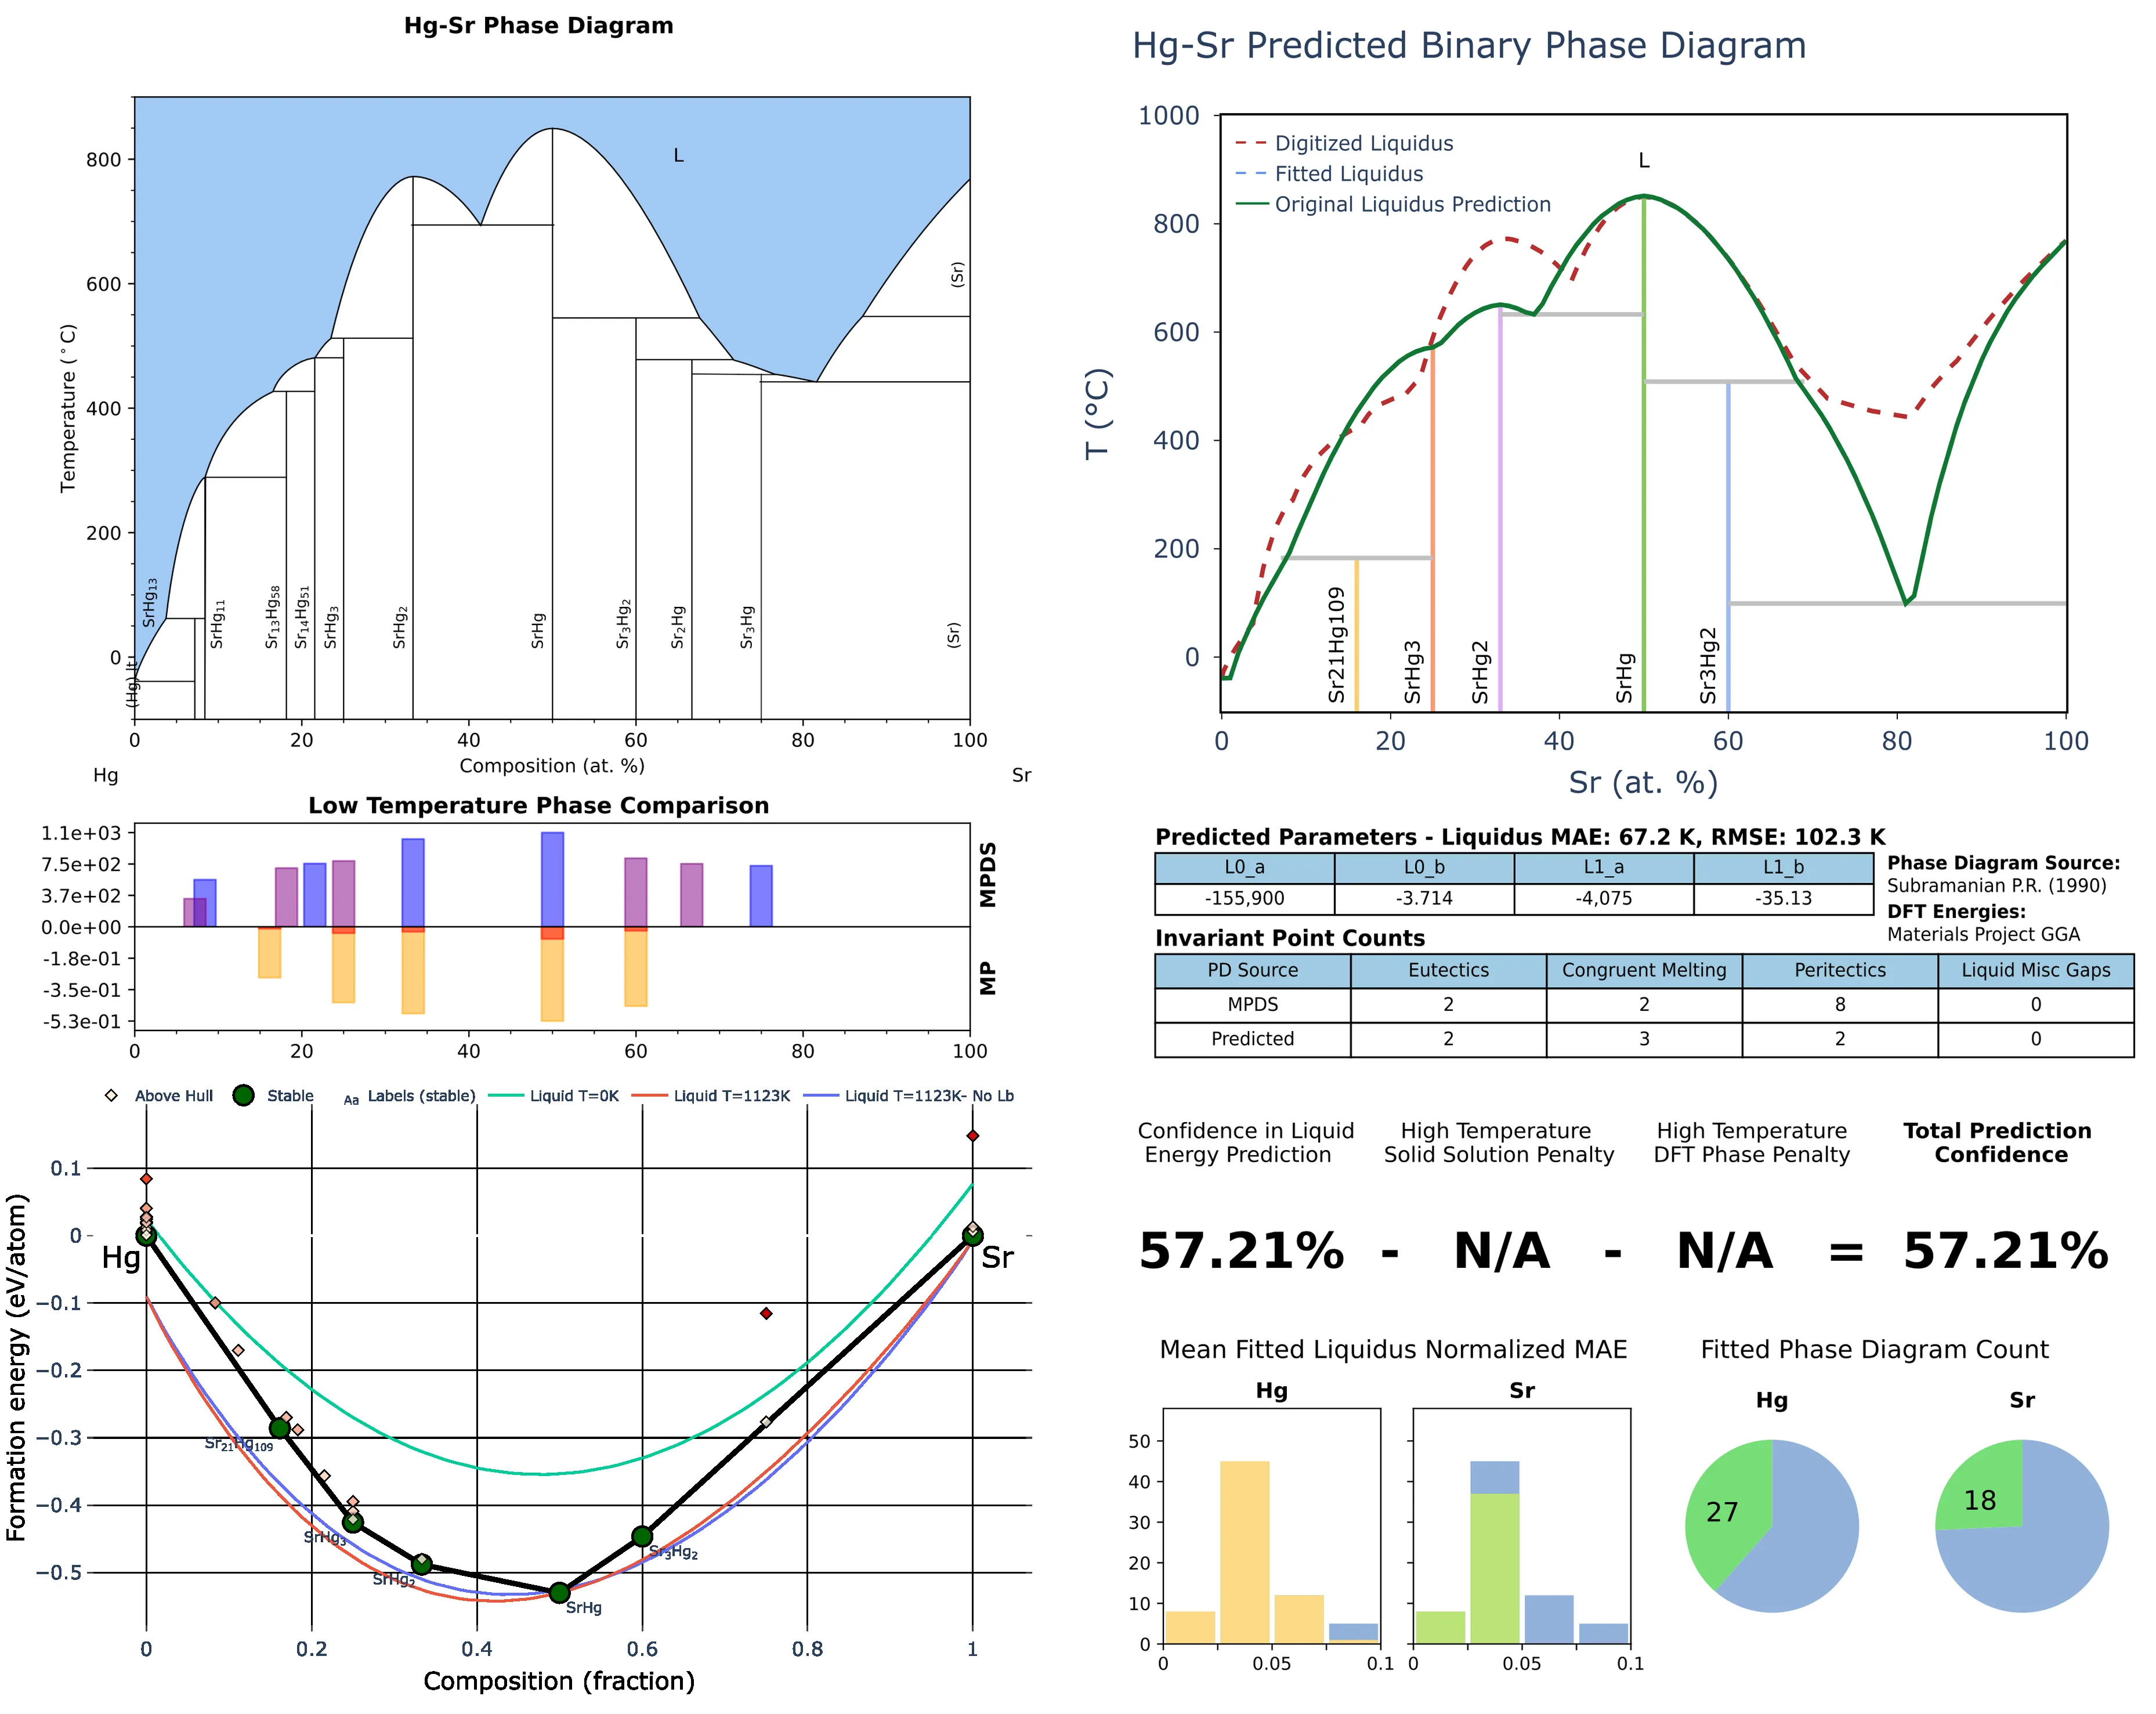 Hg-Sr Phase Diagram
800
600
400
200
0
Temperature (°C)
L
(Sr)
(Sr)
(Hg) lt
SrHg13
SrHg11
Sr13Hg58
Sr14Hg51
SrHg3
SrHg2
SrHg
Sr3Hg2
Sr2Hg
Sr3Hg
0 20 40 60 80 100
Composition (at. %)
Hg Sr
Low Temperature Phase Comparison
1.1e+03
7.5e+02
3.7e+02
0.0e+00
-1.8e-01
-3.5e-01
-5.3e-01
MPDS
MP
0 20 40 60 80 100
Above Hull Stable Aa Labels (stable) Liquid T=0K Liquid T=1123K Liquid T=1123K- No Lb
0.1
0
−0.1
−0.2
−0.3
−0.4
−0.5
Formation energy (eV/atom)
Hg
Sr
Sr21Hg109
SrHg3
SrHg2
SrHg
Sr3Hg2
0 0.2 0.4 0.6 0.8 1
Composition (fraction)
Hg-Sr Predicted Binary Phase Diagram
1000
800
600
400
200
0
T (°C)
Digitized Liquidus
Fitted Liquidus
Original Liquidus Prediction
L
Sr21Hg109
SrHg3
SrHg2
SrHg
Sr3Hg2
0 20 40 60 80 100
Sr (at. %)
Predicted Parameters - Liquidus MAE: 67.2 K, RMSE: 102.3 K
L0_a L0_b L1_a L1_b
-155,900 -3.714 -4,075 -35.13
Phase Diagram Source:
Subramanian P.R. (1990)
DFT Energies:
Materials Project GGA
Invariant Point Counts
PD Source Eutectics Congruent Melting Peritectics Liquid Misc Gaps
MPDS 2 2 8 0
Predicted 2 3 2 0
Confidence in Liquid
Energy Prediction
High Temperature
Solid Solution Penalty
High Temperature
DFT Phase Penalty
Total Prediction
Confidence
57.21% - N/A - N/A = 57.21%
Mean Fitted Liquidus Normalized MAE
Hg Sr
50
40
30
20
10
0
0 0.05 0.1 0 0.05 0.1
Fitted Phase Diagram Count
Hg Sr
27 18